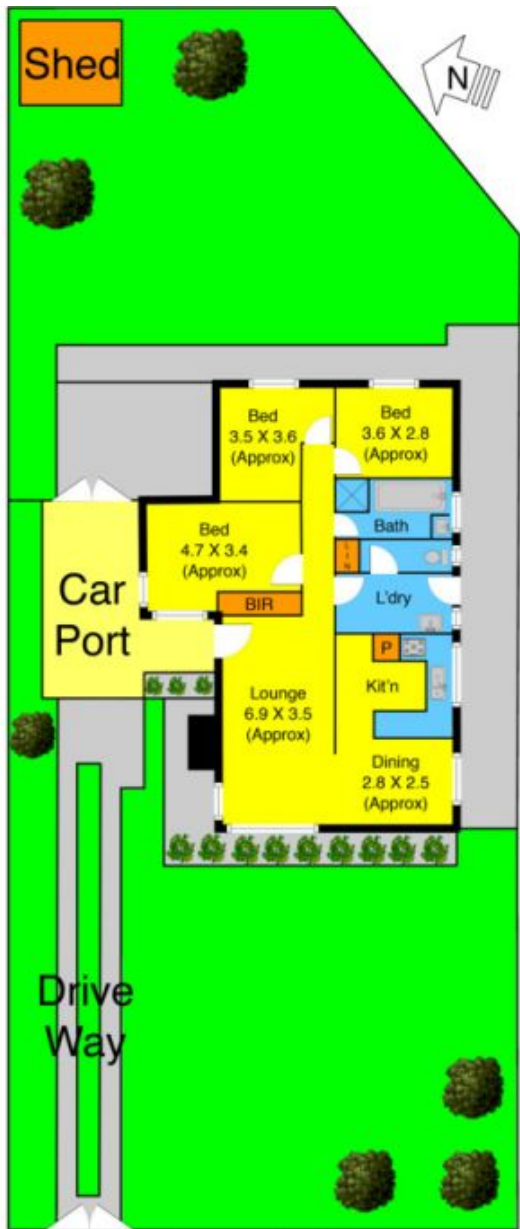 Shed
N
Bed
3.5 X 3.6
(Approx)
Bed
3.6 X 2.8
(Approx)
Bed
4.7 X 3.4
(Approx)
Bath
LIN
BIR
L'dry
Car
Port
P
Kit'n
Lounge
6.9 X 3.5
(Approx)
Dining
2.8 X 2.5
(Approx)
Drive
Way